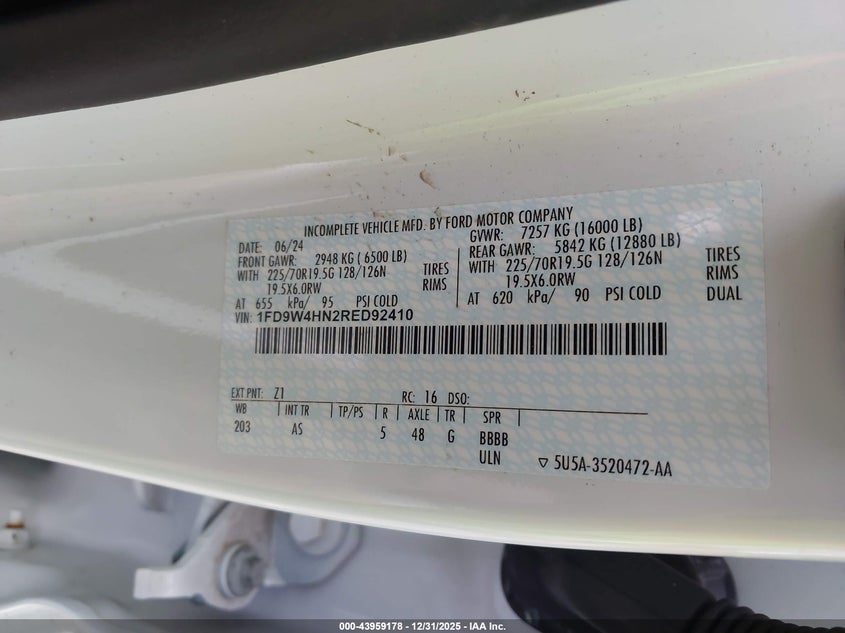 INCOMPLETE VEHICLE MFD. BY FORD MOTOR COMPANY
DATE: 06/24 GVWR: 7257 KG (16000 LB)
FRONT GAWR: 2948 KG ( 6500 LB) REAR GAWR: 5842 KG (12880 LB)
WITH 225/70R19.5G 128/126N TIRES WITH 225/70R19.5G 128/126N TIRES
19.5X6.0RW RIMS 19.5X6.0RW RIMS
AT 655 kPa/ 95 PSI COLD AT 620 kPa/ 90 PSI COLD DUAL
VIN: 1FD9W4HN2RED92410
EXT PNT: Z1 RC: 16 DSO:
WB INT TR TP/PS R AXLE TR SPR
203 AS 5 48 G BBBB
ULN 5U5A-3520472-AA
000-43959178 - 12/31/2025 - IAA Inc.